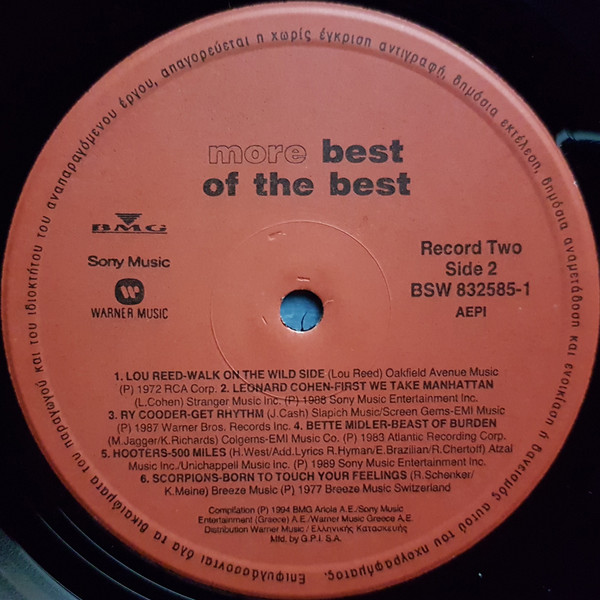 Επιφυλάσσονται όλα τα δικαιώματα του παραγωγού και του ιδιοκτήτου του αναπαραγόμενου έργου, απαγορεύεται η χωρίς έγκριση αντιγραφή, δημόσια εκτέλεση, δημόσια αναμετάδοση και ενοικίαση ή δανεισμός αυτού του ηχογραφήματος.
more best
of the best
BMG
Sony Music
WARNER MUSIC
Record Two
Side 2
BSW 832585-1
AEPI
1. LOU REED-WALK ON THE WILD SIDE (Lou Reed) Oakfield Avenue Music
(P) 1972 RCA Corp. 2. LEONARD COHEN-FIRST WE TAKE MANHATTAN
(L.Cohen) Stranger Music Inc. (P) 1988 Sony Music Entertainment Inc.
3. RY COODER-GET RHYTHM (J.Cash) Slapich Music/Screen Gems-EMI Music
(P) 1987 Warner Bros. Records Inc. 4. BETTE MIDLER-BEAST OF BURDEN
(M.Jagger/K.Richards) Colgems-EMI Music Co. (P) 1983 Atlantic Recording Corp.
5. HOOTERS-500 MILES (H.West/Add.Lyrics R.Hyman/E.Brazilian/R.Chertolf) Atzal
Music Inc./Unichappell Music Inc. (P) 1989 Sony Music Entertainment Inc.
6. SCORPIONS-BORN TO TOUCH YOUR FEELINGS (R.Schenker/
K.Meine) Breeze Music (P) 1977 Breeze Music Switzerland
Compilation (P) 1994 BMG Ariola A.E./Sony Music
Entertainment (Greece) A.E./Warner Music Greece A.E.
Distribution Warner Music / Ελληνικής Κατασκευής
Mfd. by G.P.I. S.A.